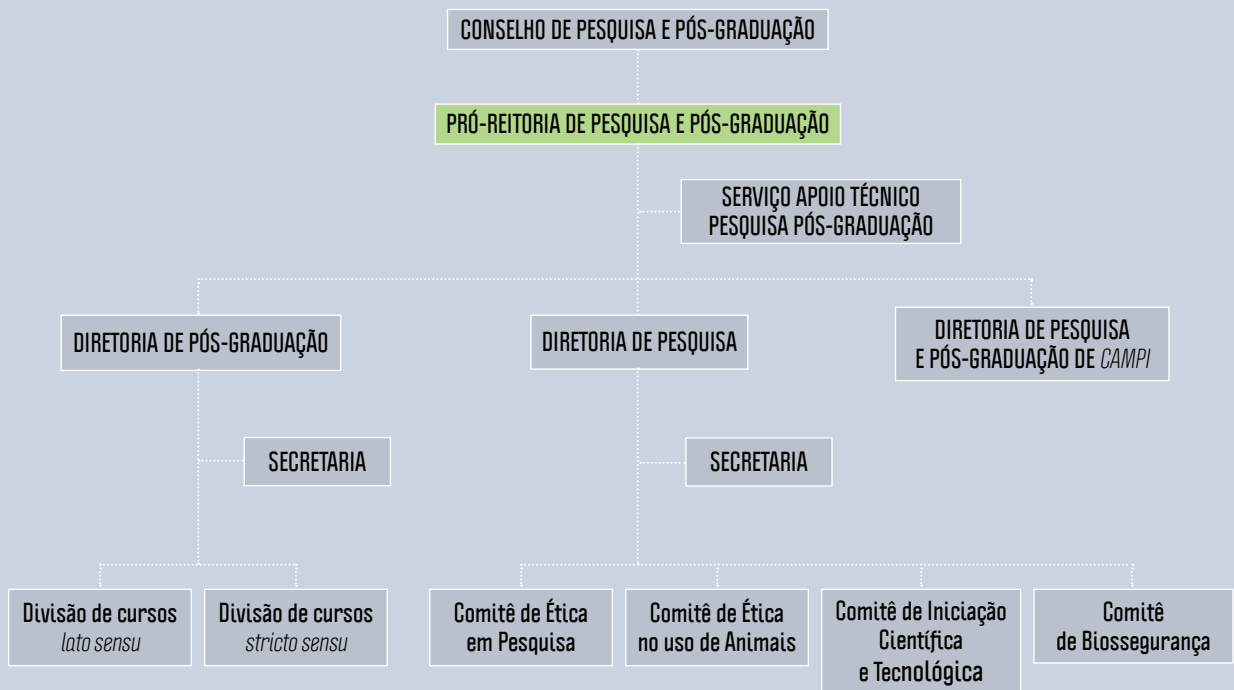 CONSELHO DE PESQUISA E PÓS-GRADUAÇÃO
PRÓ-REITORIA DE PESQUISA E PÓS-GRADUAÇÃO
SERVIÇO APOIO TÉCNICO
PESQUISA PÓS-GRADUAÇÃO
DIRETORIA DE PÓS-GRADUAÇÃO
DIRETORIA DE PESQUISA
DIRETORIA DE PESQUISA
E PÓS-GRADUAÇÃO DE CAMPI
SECRETARIA
SECRETARIA
Divisão de cursos
lato sensu
Divisão de cursos
stricto sensu
Comitê de Ética
em Pesquisa
Comitê de Ética
no uso de Animais
Comitê de Iniciação
Científica
e Tecnológica
Comitê
de Biossegurança